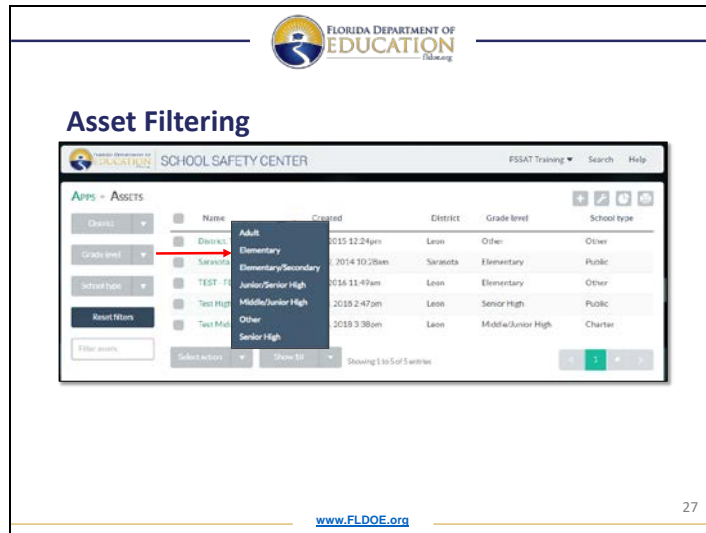 FLORIDA DEPARTMENT OF
EDUCATION
fldoe.org
Asset Filtering
EDUCATION SCHOOL SAFETY CENTER FSSAT Training Search Help
APPS - ASSETS
Name Created District Grade level School type
District
District 2015 12:24pm Leon Other Other
Grade level
Sarasota 2014 10:28am Sarasota Elementary Public
School type
TEST - 2016 11:49am Leon Elementary Other
Reset filters
Test High 2018 2:47pm Leon Senior High Public
Test Mid 2018 3:38pm Leon Middle/Junior High Charter
Adult
Elementary
Elementary/Secondary
Junior/Senior High
Middle/Junior High
Other
Senior High
Filter assets
Select action Show 10 Showing 1 to 5 of 5 entries 1
27
www.FLDOE.org